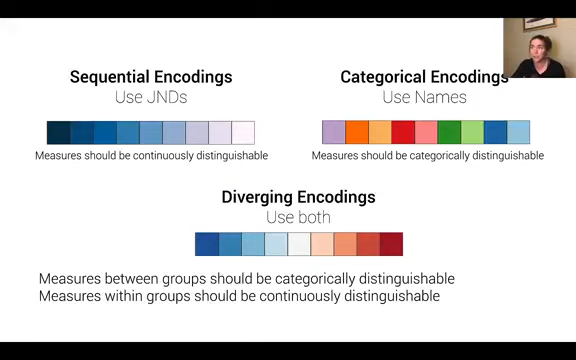 Sequential Encodings
Use JNDs
Measures should be continuously distinguishable
Categorical Encodings
Use Names
Measures should be categorically distinguishable
Diverging Encodings
Use both
Measures between groups should be categorically distinguishable
Measures within groups should be continuously distinguishable